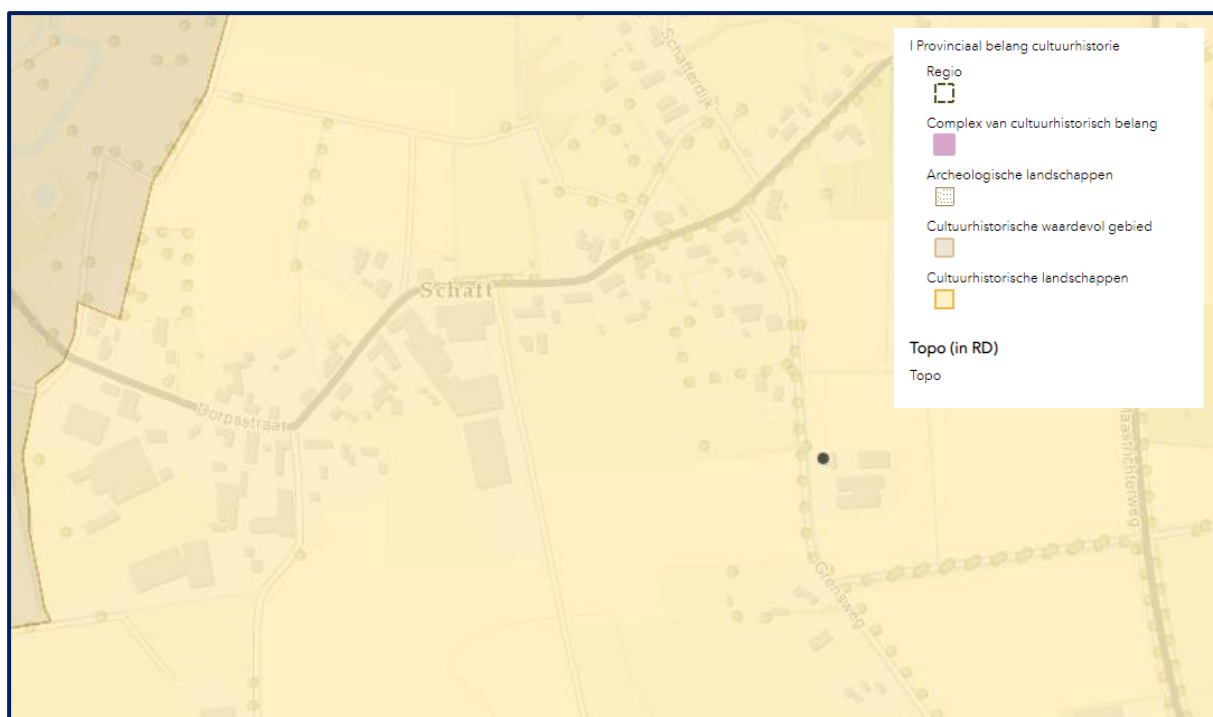 Schafterdijk
Schaft
Dorpsstraat
Maastrichterweg
Grensweg
I Provinciaal belang cultuurhistorie
Regio
Complex van cultuurhistorisch belang
Archeologische landschappen
Cultuurhistorische waardevol gebied
Cultuurhistorische landschappen
Topo (in RD)
Topo